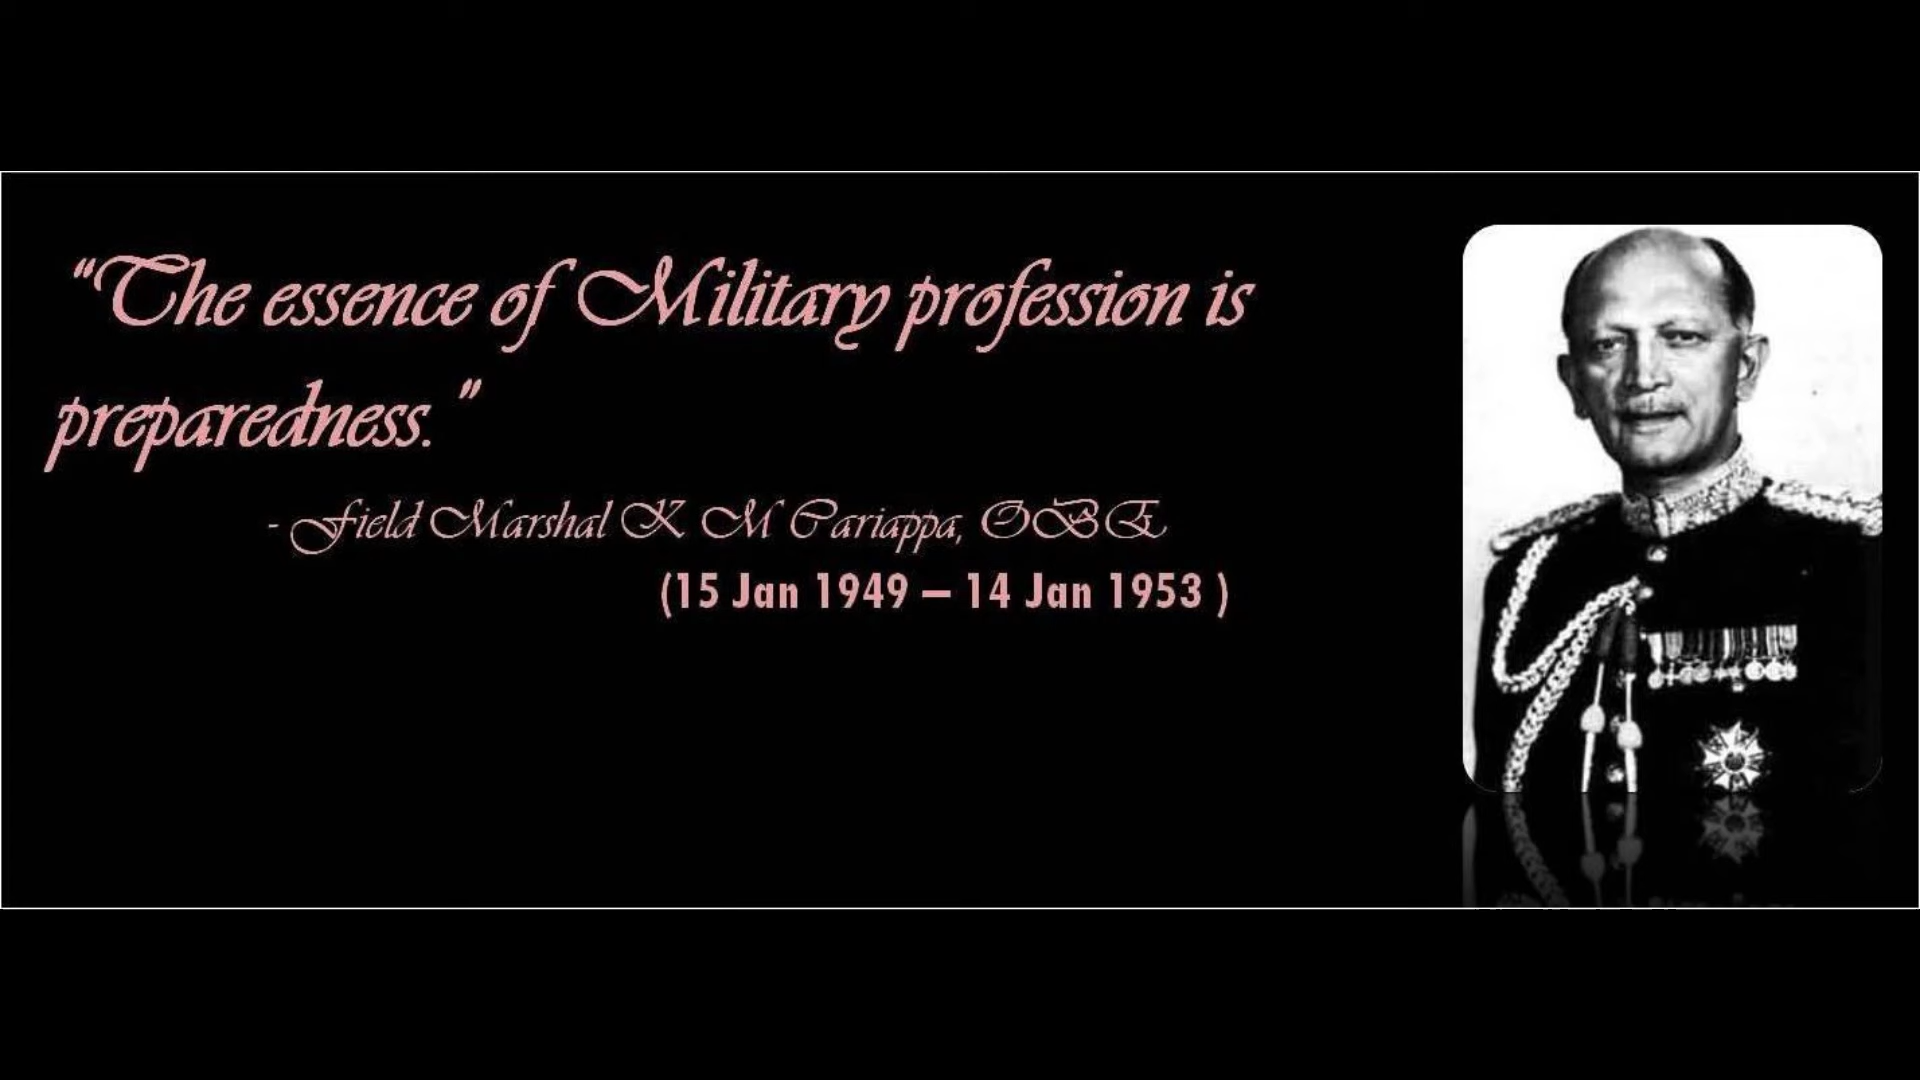 “The essence of Military profession is
preparedness.”
- Field Marshal K M Cariappa, OBE
(15 Jan 1949 – 14 Jan 1953 )